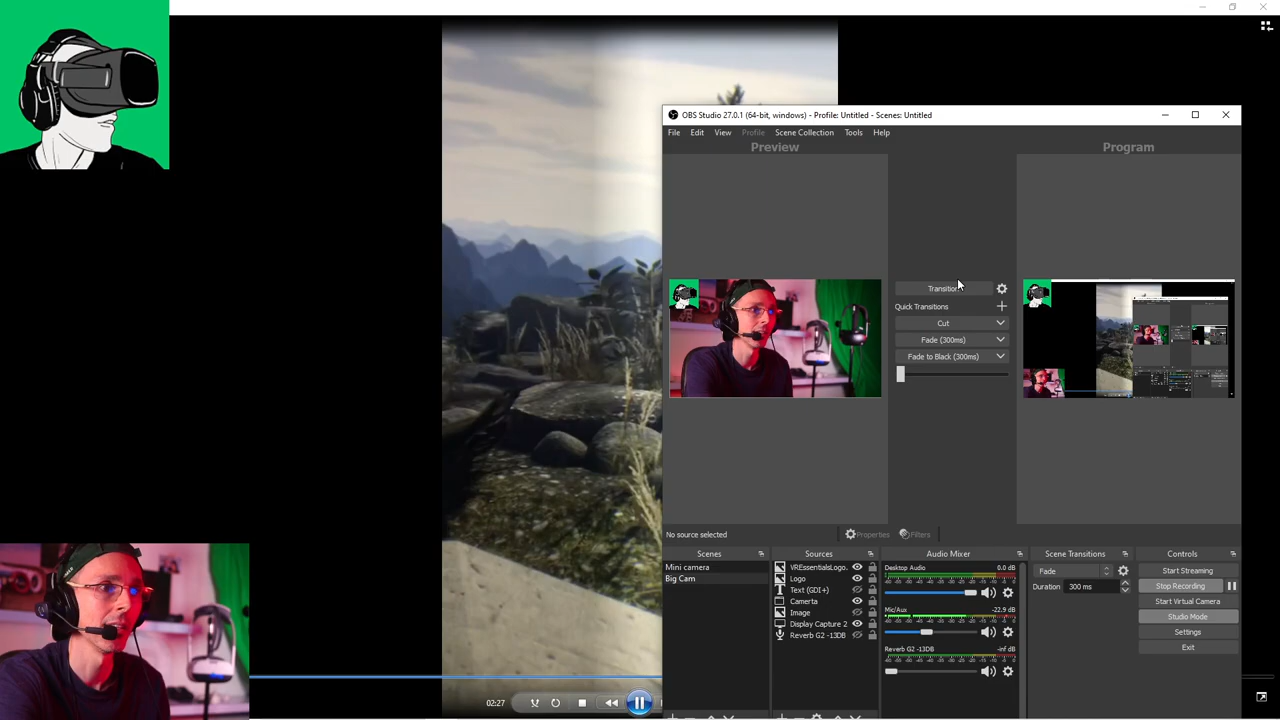 OBS Studio 27.0.1 (64-bit, windows) - Profile: Untitled - Scenes: Untitled
File Edit View Profile Scene Collection Tools Help
Preview
Program
Transition
Quick Transitions
Cut
Fade (300ms)
Fade to Black (300ms)
No source selected
Properties
Filters
Scenes
Mini camera
Big Cam
Sources
VREssentialsLogo.
Logo
Text (GDI+)
Camerta
Image
Display Capture 2
Reverb G2 -13DB
Audio Mixer
Desktop Audio 0.0 dB
Mic/Aux -22.9 dB
Reverb G2 -13DB -inf dB
Scene Transitions
Fade
Duration 300 ms
Controls
Start Streaming
Stop Recording
Start Virtual Camera
Studio Mode
Settings
Exit
02:27